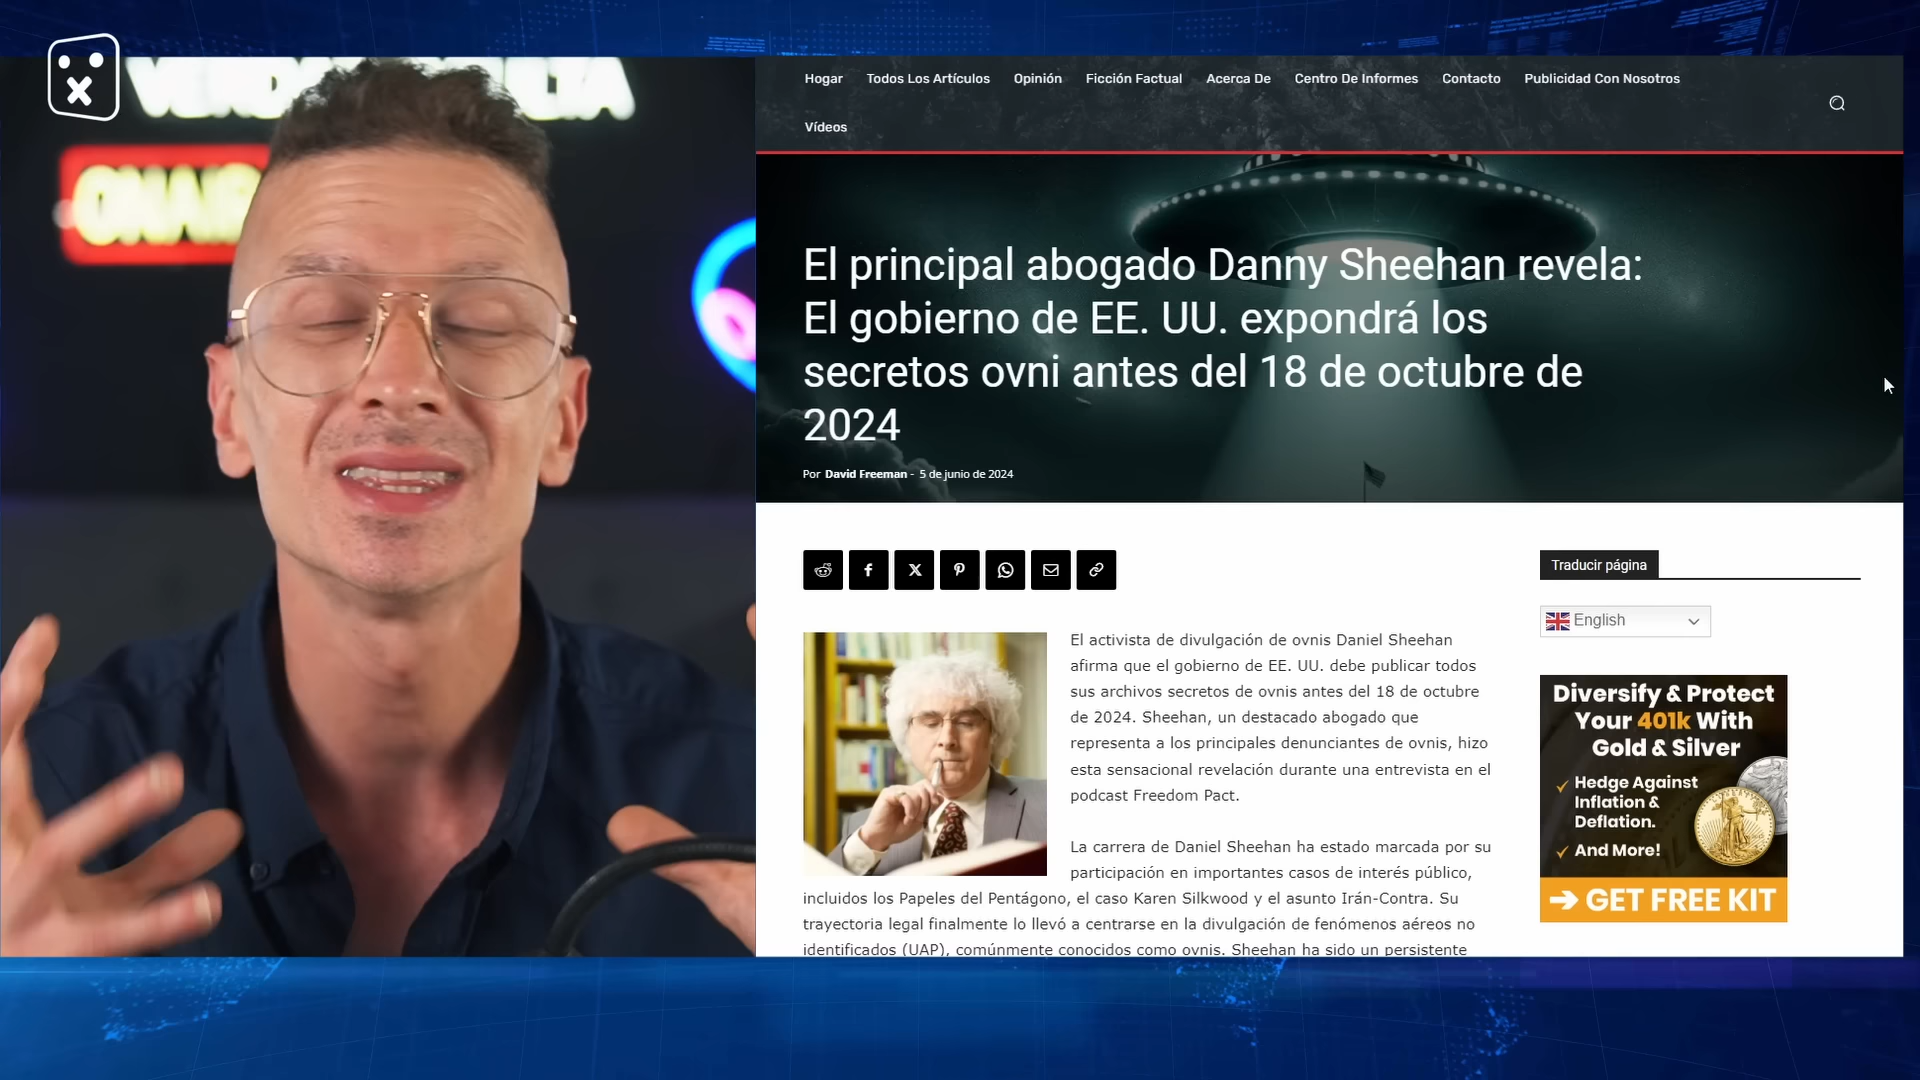 ONAIR
Hogar Todos Los Artículos Opinión Ficción Factual Acerca De Centro De Informes Contacto Publicidad Con Nosotros
Vídeos
El principal abogado Danny Sheehan revela:
El gobierno de EE. UU. expondrá los
secretos ovni antes del 18 de octubre de
2024
Por David Freeman - 5 de junio de 2024
Traducir página
English
El activista de divulgación de ovnis Daniel Sheehan
afirma que el gobierno de EE. UU. debe publicar todos
sus archivos secretos de ovnis antes del 18 de octubre
de 2024. Sheehan, un destacado abogado que
representa a los principales denunciantes de ovnis, hizo
esta sensacional revelación durante una entrevista en el
podcast Freedom Pact.
La carrera de Daniel Sheehan ha estado marcada por su
participación en importantes casos de interés público,
incluidos los Papeles del Pentágono, el caso Karen Silkwood y el asunto Irán-Contra. Su
trayectoria legal finalmente lo llevó a centrarse en la divulgación de fenómenos aéreos no
identificados (UAP), comúnmente conocidos como ovnis. Sheehan ha sido un persistente
Diversify & Protect
Your 401k With
Gold & Silver
Hedge Against
Inflation &
Deflation.
And More!
GET FREE KIT